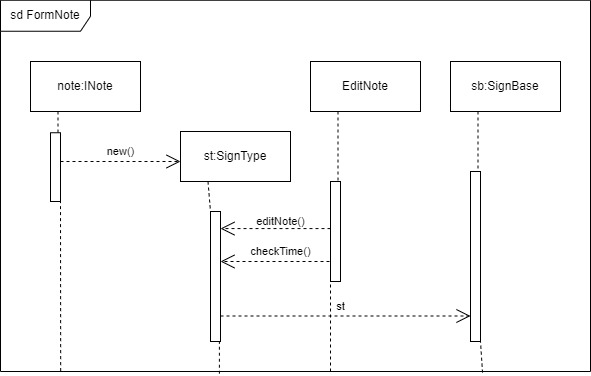 sd FormNote
note:INote
EditNote
sb:SignBase
new()
st:SignType
editNote()
checkTime()
st